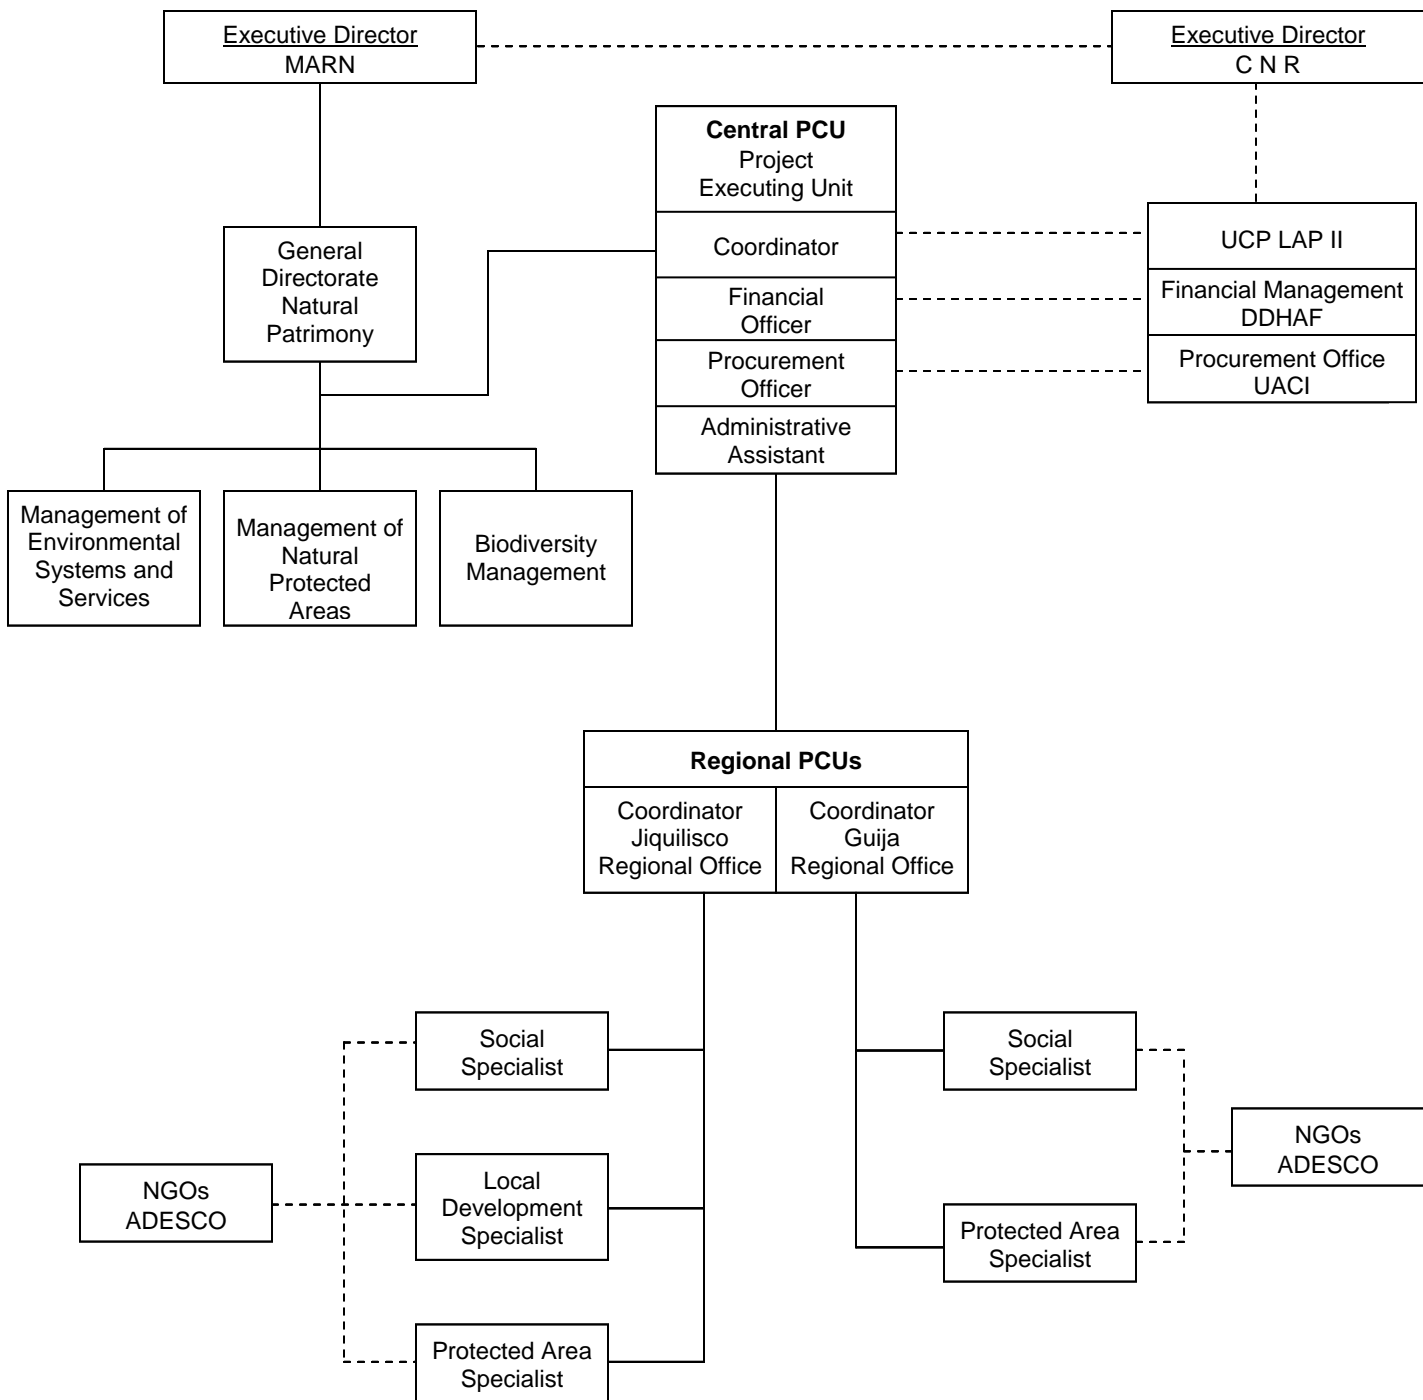 Executive Director
MARN
Executive Director
C N R
Central PCU
Project
Executing Unit
Coordinator
Financial
Officer
Procurement
Officer
Administrative
Assistant
UCP LAP II
Financial Management
DDHAF
Procurement Office
UACI
General
Directorate
Natural
Patrimony
Management of
Environmental
Systems and
Services
Management of
Natural
Protected
Areas
Biodiversity
Management
Regional PCUs
Coordinator
Jiquilisco
Regional Office
Coordinator
Guija
Regional Office
Social
Specialist
Local
Development
Specialist
Protected Area
Specialist
NGOs
ADESCO
Social
Specialist
Protected Area
Specialist
NGOs
ADESCO